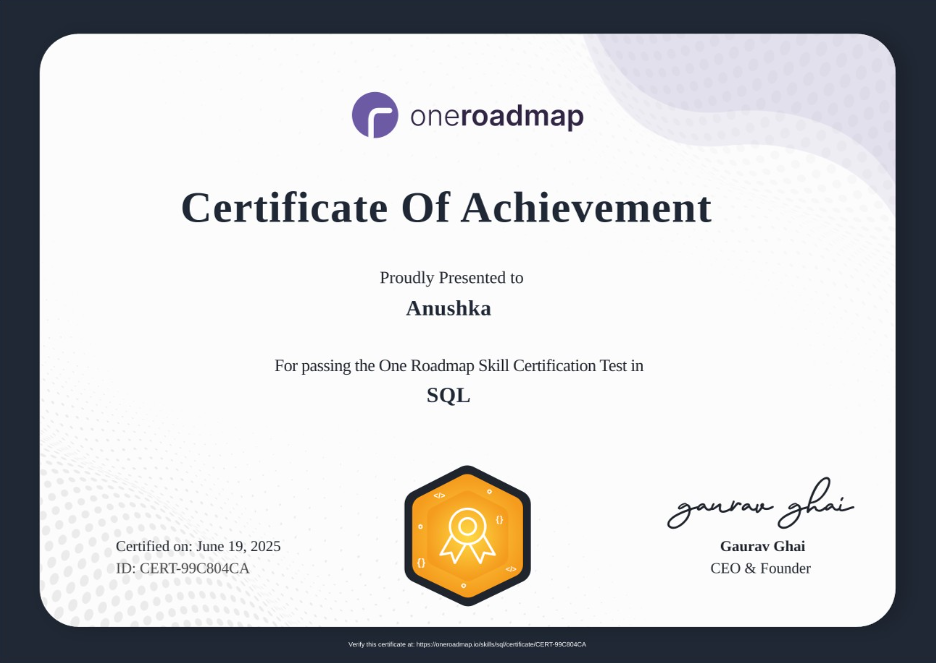 oneroadmap
Certificate Of Achievement
Proudly Presented to
Anushka
For passing the One Roadmap Skill Certification Test in
SQL
</>
{}
{}
</>
gaurav ghai
Certified on: June 19, 2025
Gaurav Ghai
ID: CERT-99C804CA
CEO & Founder
Verify this certificate at: https://oneroadmap.io/skills/sql/certificate/CERT-99C804CA